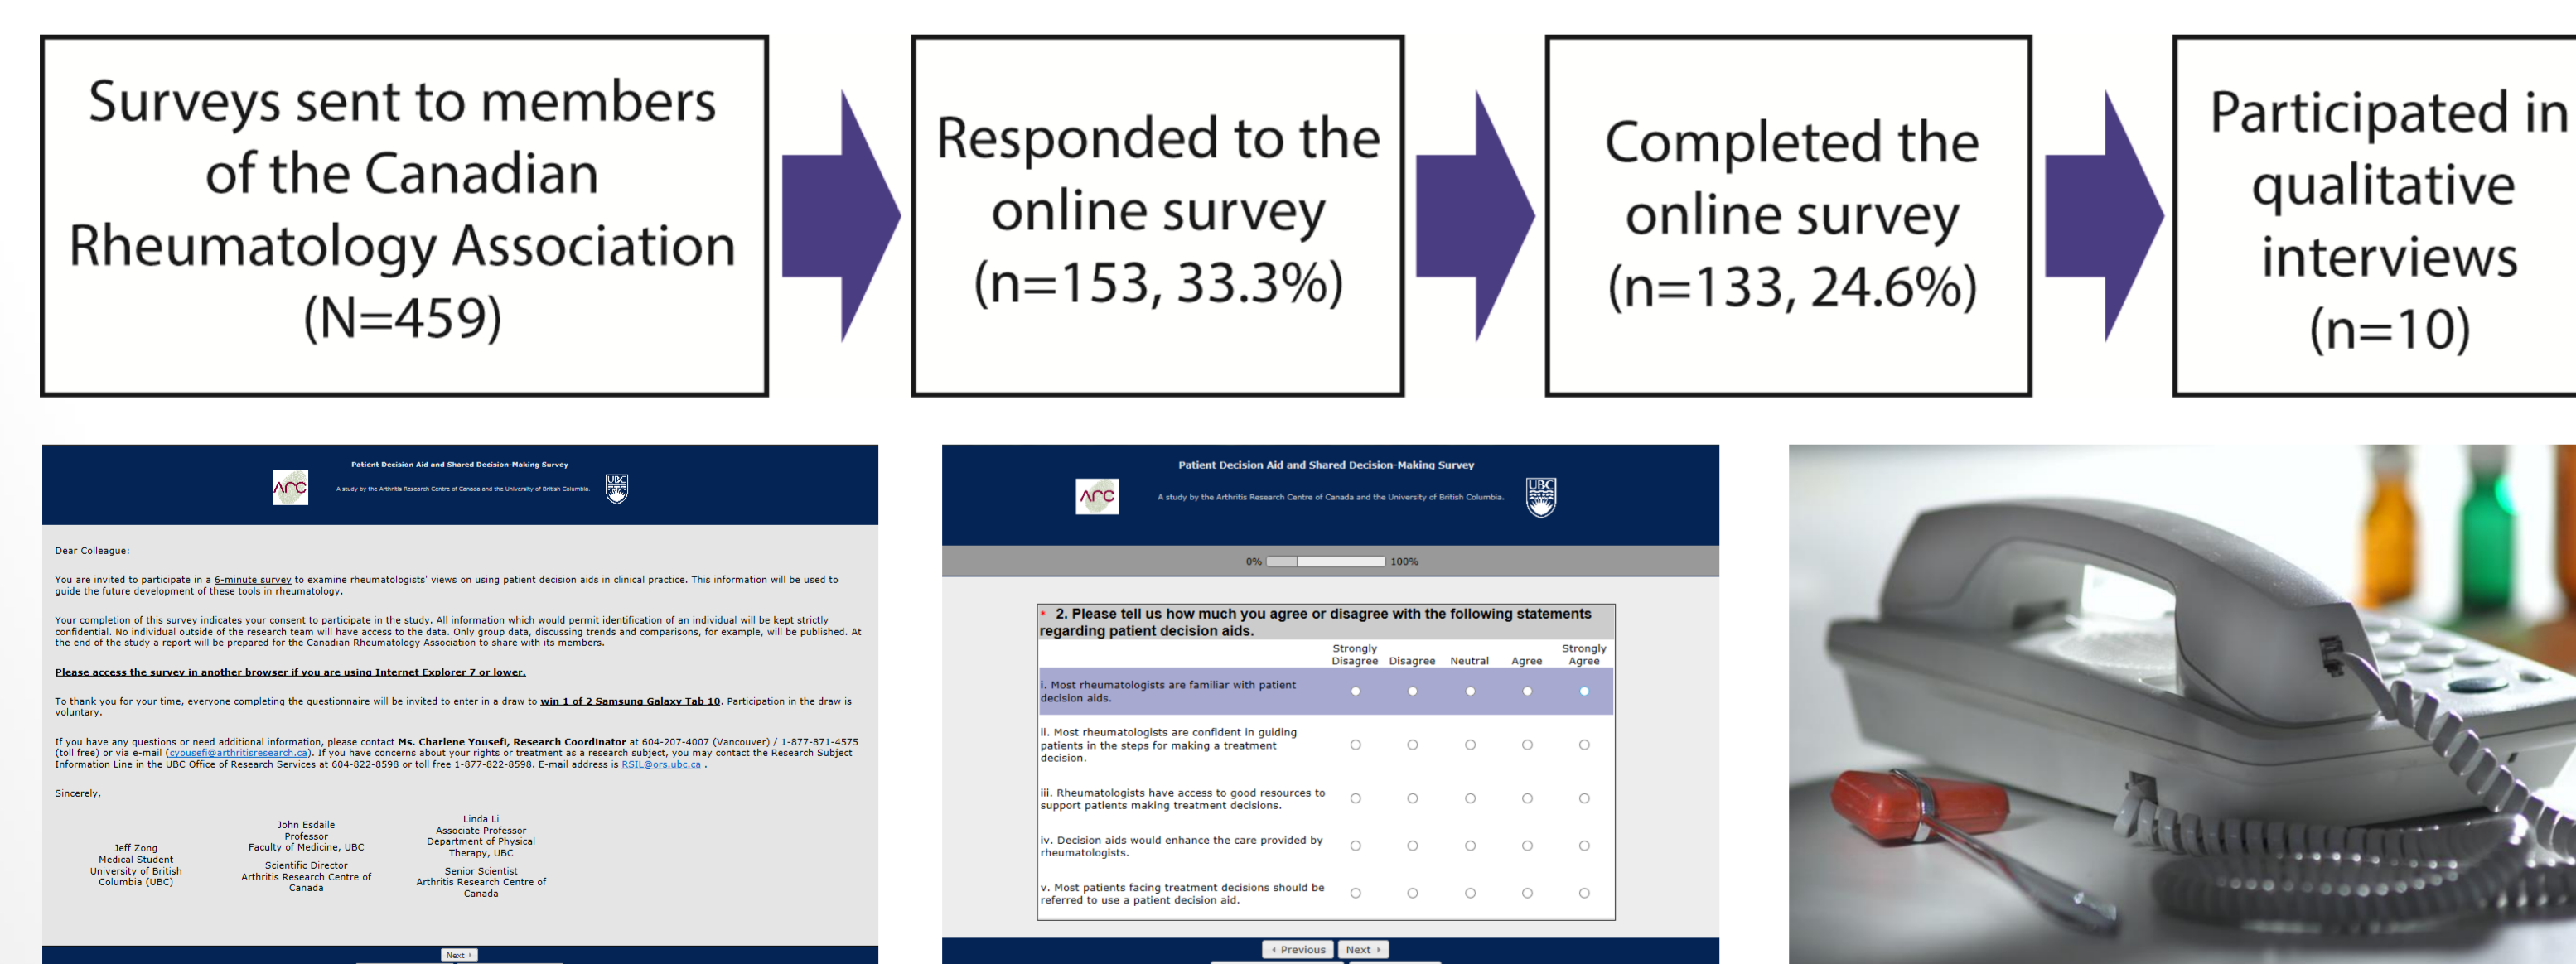 Surveys sent to members
of the Canadian
Rheumatology Association
(N=459)
Responded to the
online survey
(n=153, 33.3%)
Completed the
online survey
(n=133, 24.6%)
Participated in
qualitative
interviews
(n=10)
Patient Decision Aid and Shared Decision-Making Survey
ARC
A study by the Arthritis Research Centre of Canada and the University of British Columbia.
UBC
Dear Colleague:
You are invited to participate in a 6-minute survey to examine rheumatologists' views on using patient decision aids in clinical practice. This information will be used to
guide the future development of these tools in rheumatology.
Your completion of this survey indicates your consent to participate in the study. All information which would permit identification of an individual will be kept strictly
confidential. No individual outside of the research team will have access to the data. Only group data, discussing trends and comparisons, for example, will be published. At
the end of the study a report will be prepared for the Canadian Rheumatology Association to share with its members.
Please access the survey in another browser if you are using Internet Explorer 7 or lower.
To thank you for your time, everyone completing the questionnaire will be invited to enter in a draw to win 1 of 2 Samsung Galaxy Tab 10. Participation in the draw is
voluntary.
If you have any questions or need additional information, please contact Ms. Charlene Yousefi, Research Coordinator at 604-207-4007 (Vancouver) / 1-877-871-4575
(toll free) or via e-mail (cyousefi@arthritisresearch.ca). If you have concerns about your rights or treatment as a research subject, you may contact the Research Subject
Information Line in the UBC Office of Research Services at 604-822-8598 or toll free 1-877-822-8598. E-mail address is RSIL@ors.ubc.ca .
Sincerely,
Jeff Zong
Medical Student
University of British
Columbia (UBC)
John Esdaile
Professor
Faculty of Medicine, UBC
Scientific Director
Arthritis Research Centre of
Canada
Linda Li
Associate Professor
Department of Physical
Therapy, UBC
Senior Scientist
Arthritis Research Centre of
Canada
Next
Patient Decision Aid and Shared Decision-Making Survey
ARC
A study by the Arthritis Research Centre of Canada and the University of British Columbia.
UBC
0% 100%
* 2. Please tell us how much you agree or disagree with the following statements
regarding patient decision aids.
Strongly Disagree Disagree Neutral Agree Strongly Agree
i. Most rheumatologists are familiar with patient
decision aids.
ii. Most rheumatologists are confident in guiding
patients in the steps for making a treatment
decision.
iii. Rheumatologists have access to good resources to
support patients making treatment decisions.
iv. Decision aids would enhance the care provided by
rheumatologists.
v. Most patients facing treatment decisions should be
referred to use a patient decision aid.
Previous Next